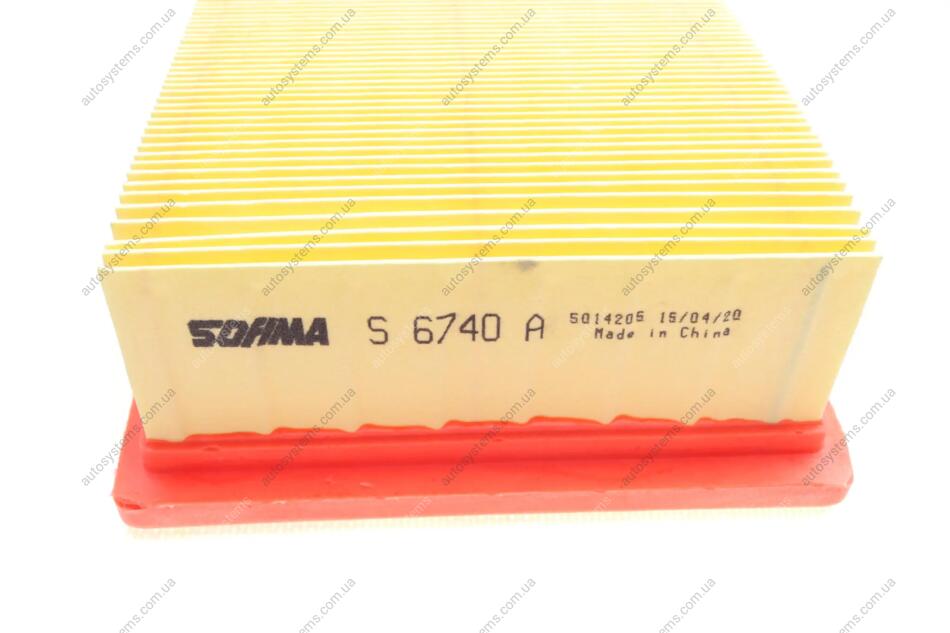 SOFIMA S 6740 A 5014205 15/04/20
Made in China
autosystems.com.ua